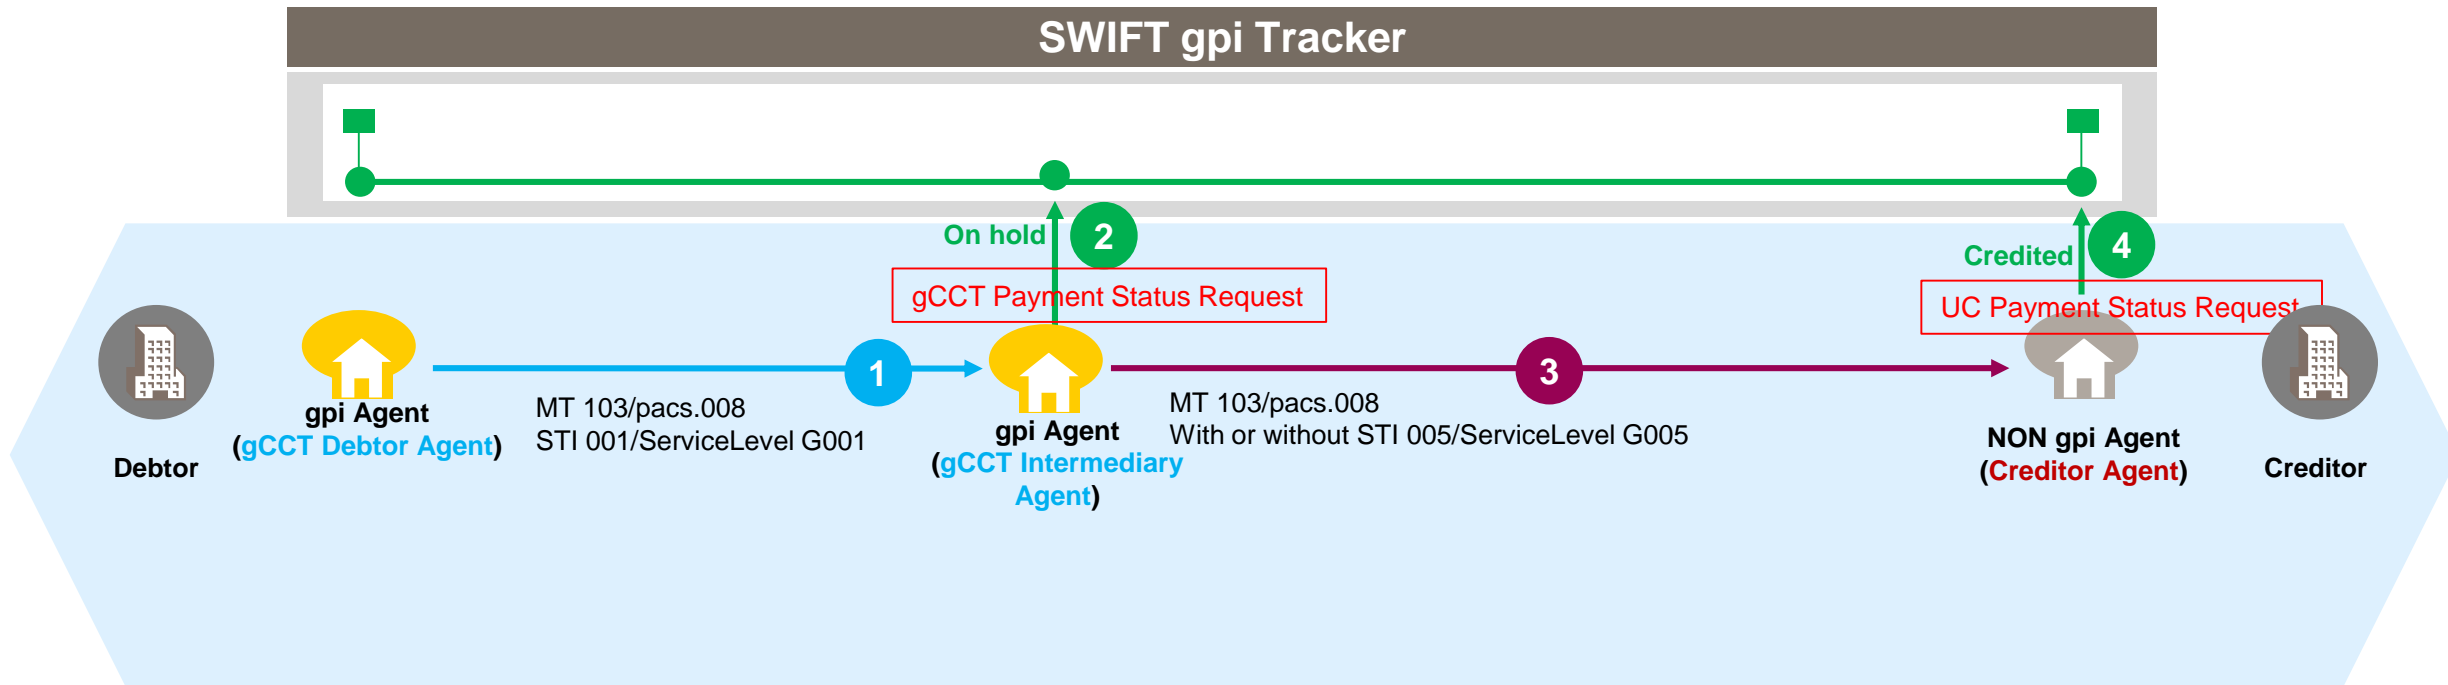 SWIFT gpi Tracker
On hold
2
Credited
4
gCCT Payment Status Request
UC Payment Status Request
1
3
gpi Agent
(gCCT Debtor Agent)
MT 103/pacs.008
STI 001/ServiceLevel G001
gpi Agent
(gCCT Intermediary
Agent)
MT 103/pacs.008
With or without STI 005/ServiceLevel G005
NON gpi Agent
(Creditor Agent)
Debtor
Creditor